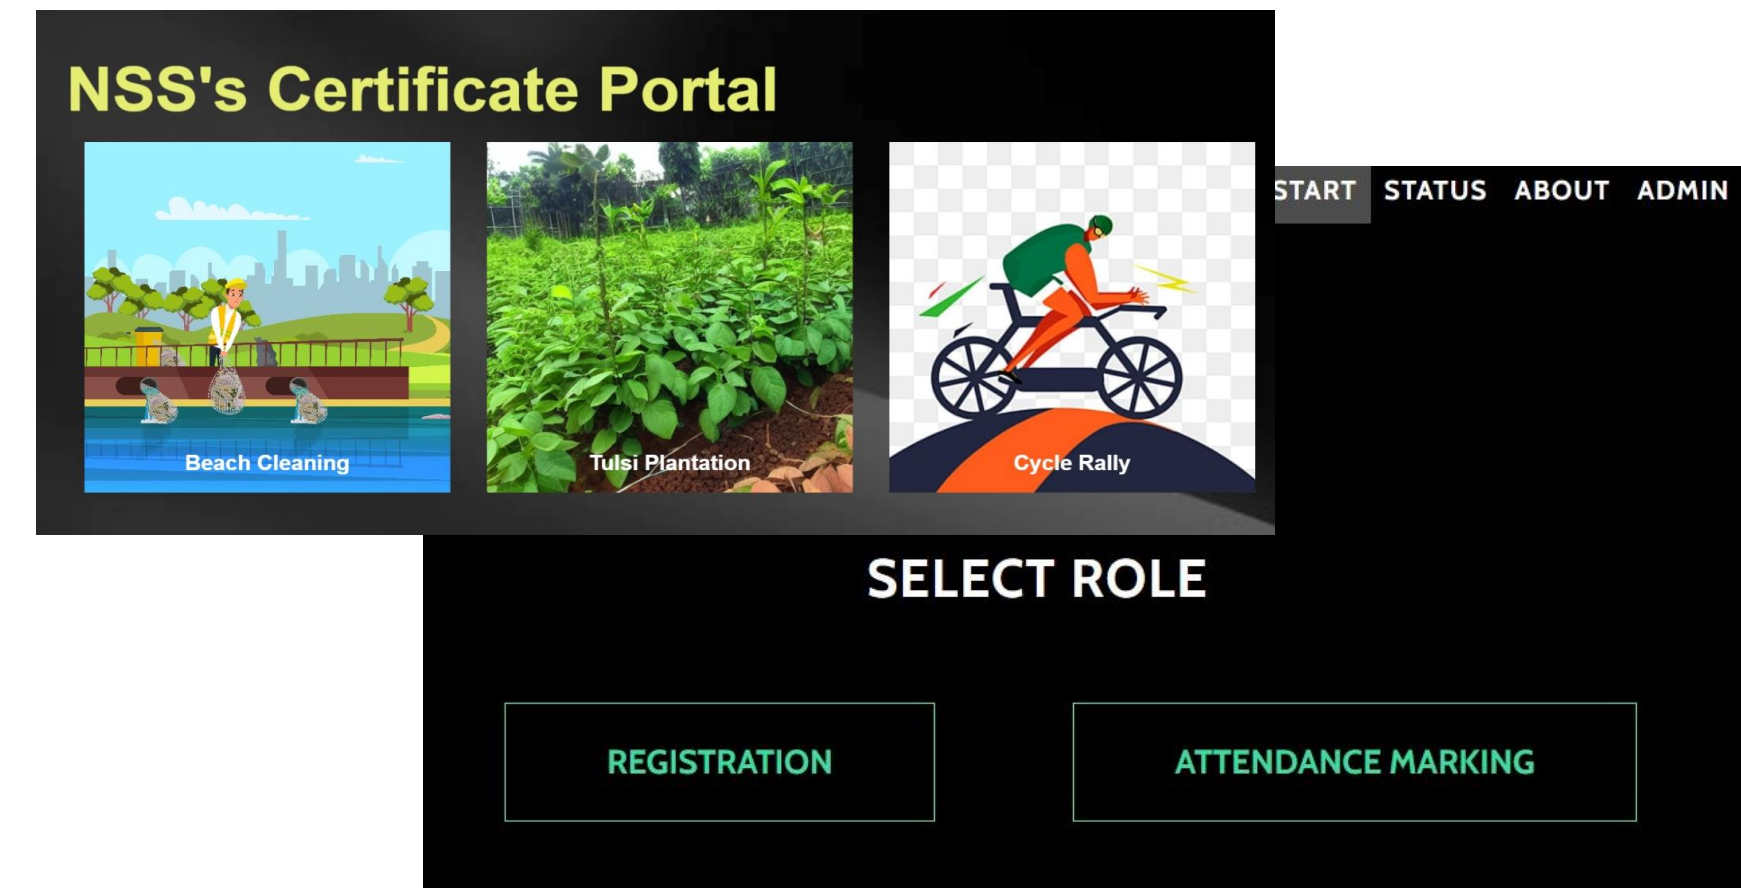 NSS's Certificate Portal
START STATUS ABOUT ADMIN
Beach Cleaning
Tulsi Plantation
Cycle Rally
SELECT ROLE
REGISTRATION
ATTENDANCE MARKING